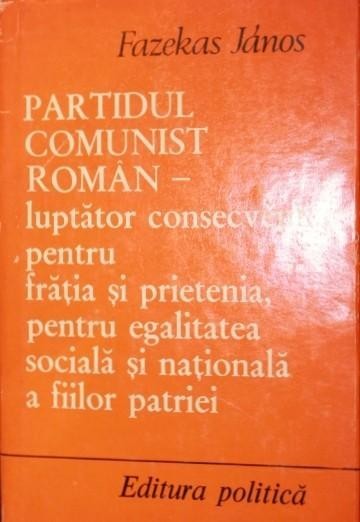 Fazekas János
PARTIDUL
COMUNIST
ROMÂN –
luptător consecvent
pentru
frăția și prietenia,
pentru egalitatea
socială și națională
a fiilor patriei
Editura politică